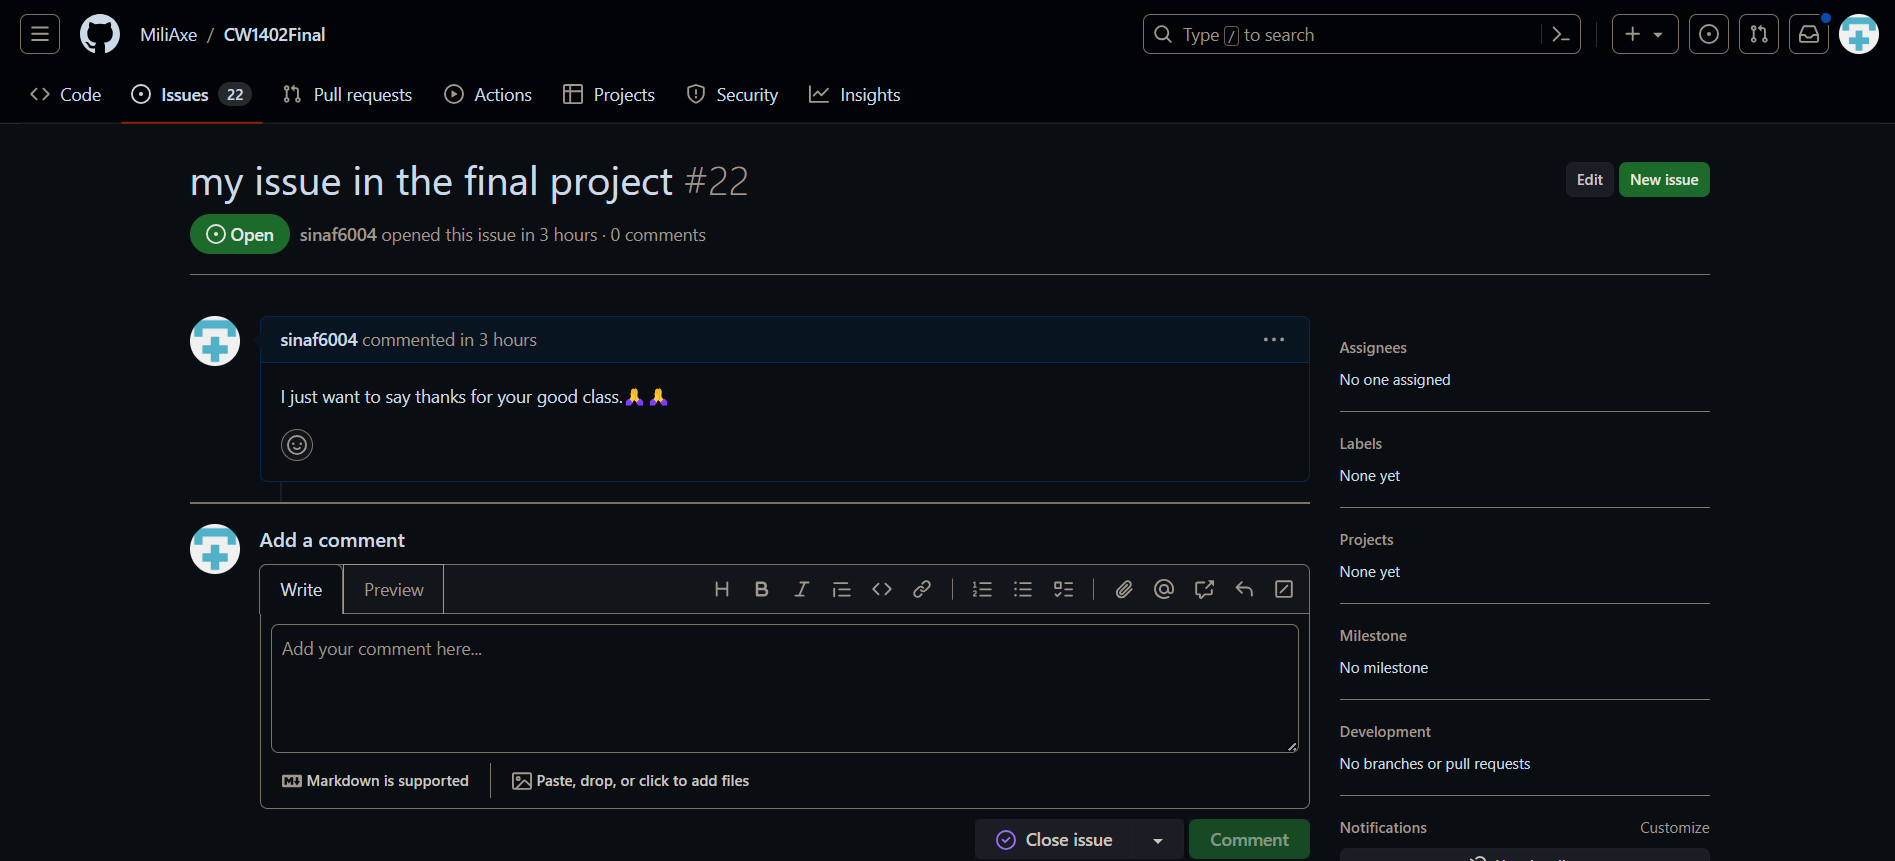 MiliAxe / CW1402Final
Type / to search
Code
Issues 22
Pull requests
Actions
Projects
Security
Insights
my issue in the final project #22
Edit
New issue
Open
sinaf6004 opened this issue in 3 hours · 0 comments
sinaf6004 commented in 3 hours
I just want to say thanks for your good class.🙏🙏
Add a comment
Write
Preview
Add your comment here...
Markdown is supported
Paste, drop, or click to add files
Close issue
Comment
Assignees
No one assigned
Labels
None yet
Projects
None yet
Milestone
No milestone
Development
No branches or pull requests
Notifications
Customize